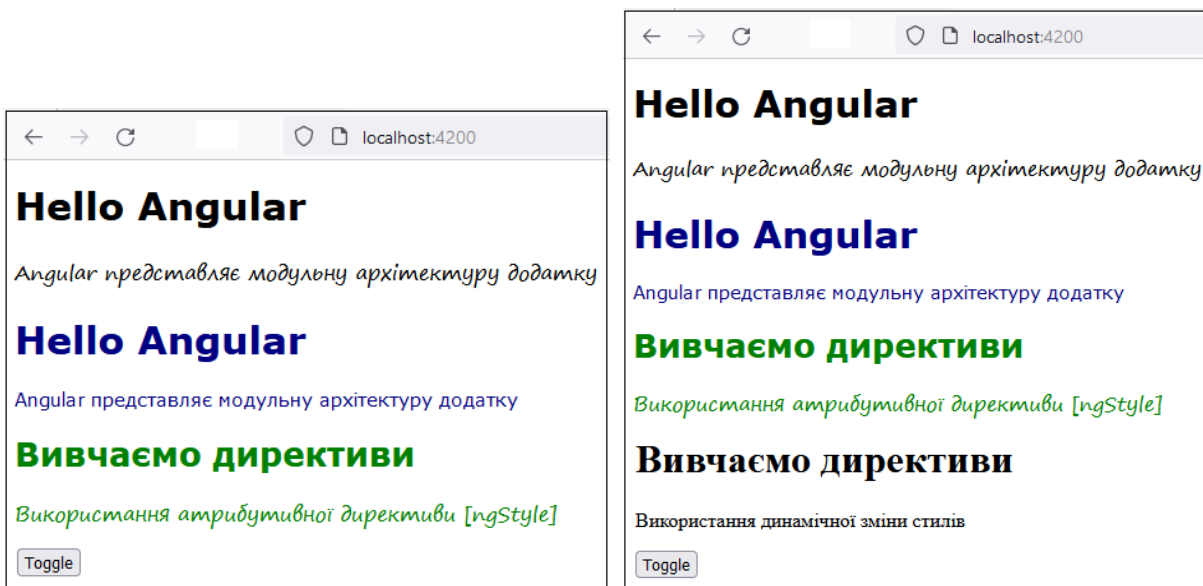 localhost:4200
Hello Angular
Angular представляє модульну архітектуру додатку
Hello Angular
Angular представляє модульну архітектуру додатку
Вивчаємо директиви
Використання атрибутивної директиви [ngStyle]
Toggle
localhost:4200
Hello Angular
Angular представляє модульну архітектуру додатку
Hello Angular
Angular представляє модульну архітектуру додатку
Вивчаємо директиви
Використання атрибутивної директиви [ngStyle]
Вивчаємо директиви
Використання динамічної зміни стилів
Toggle